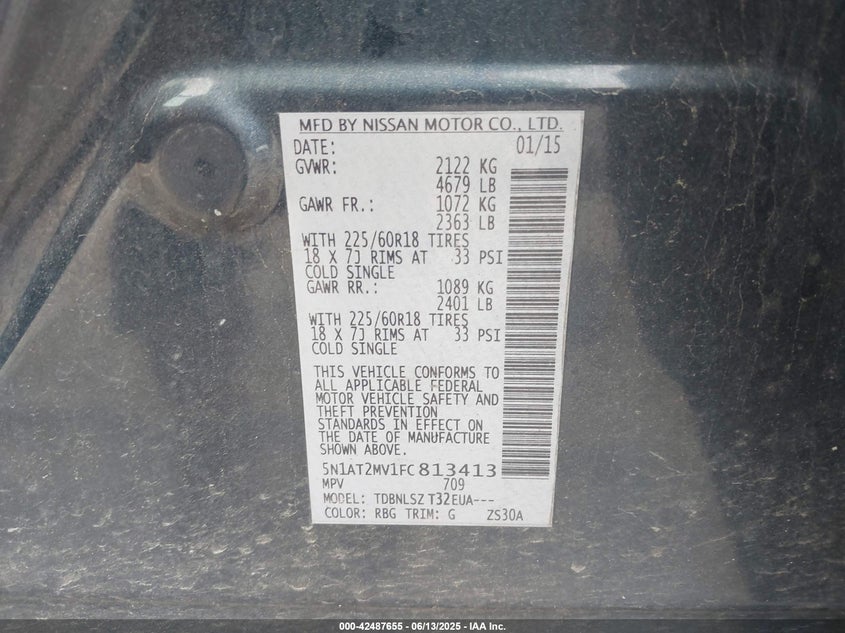 MFD BY NISSAN MOTOR CO., LTD.
DATE: 01/15
GVWR: 2122 KG
4679 LB
GAWR FR.: 1072 KG
2363 LB
WITH 225/60R18 TIRES
18 X 7J RIMS AT 33 PSI
COLD SINGLE
GAWR RR.: 1089 KG
2401 LB
WITH 225/60R18 TIRES
18 X 7J RIMS AT 33 PSI
COLD SINGLE
THIS VEHICLE CONFORMS TO
ALL APPLICABLE FEDERAL
MOTOR VEHICLE SAFETY AND
THEFT PREVENTION
STANDARDS IN EFFECT ON
THE DATE OF MANUFACTURE
SHOWN ABOVE.
5N1AT2MV1FC813413
MPV 709
MODEL: TDBNLSZ T32EUA---
COLOR: RBG TRIM: G ZS30A
000-42487655 - 06/13/2025 - IAA Inc.